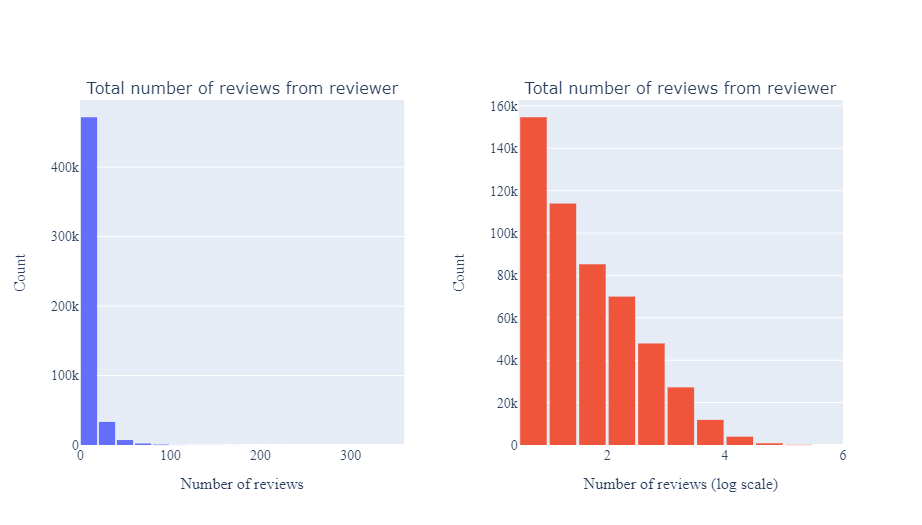 Total number of reviews from reviewer
400k
300k
200k
100k
0
Count
0 100 200 300
Number of reviews
Total number of reviews from reviewer
160k
140k
120k
100k
80k
60k
40k
20k
0
Count
2 4 6
Number of reviews (log scale)